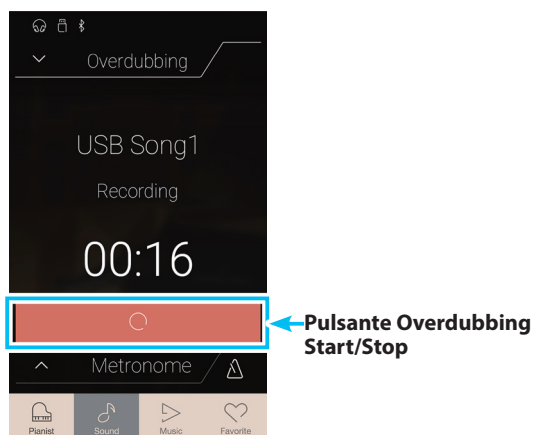 Overdubbing
USB Song1
Recording
00:16
Pulsante Overdubbing
Start/Stop
Metronome
Pianist Sound Music Favorite